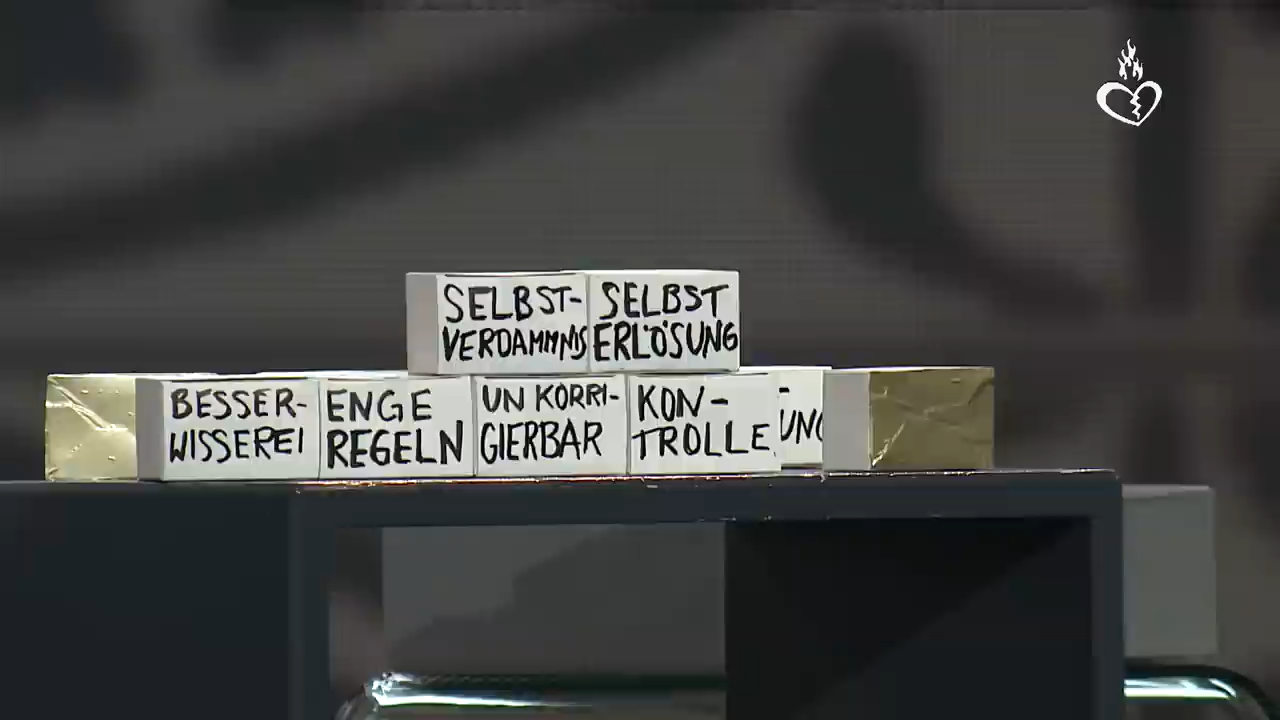 SELBST-
VERDAMMNIS
SELBST
ERLÖSUNG
BESSER-
WISSEREI
ENGE
REGELN
UN KORRI-
GIERBAR
KON-
TROLLE